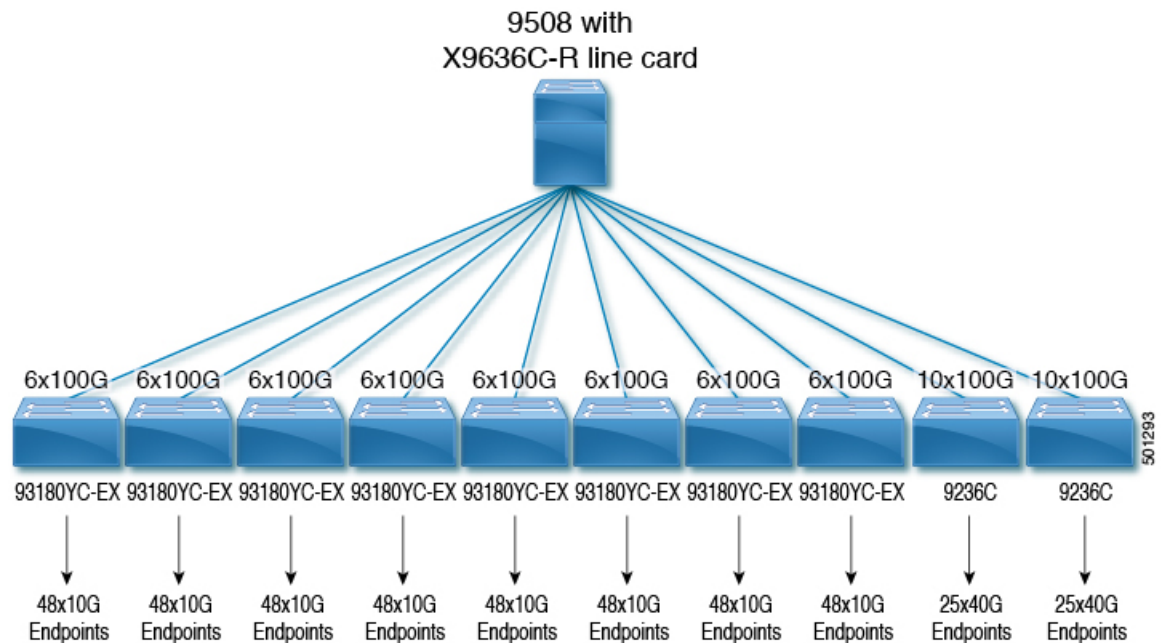 9508 with
X9636C-R line card
6x100G 6x100G 6x100G 6x100G 6x100G 6x100G 6x100G 6x100G 10x100G 10x100G
501293
93180YC-EX 93180YC-EX 93180YC-EX 93180YC-EX 93180YC-EX 93180YC-EX 93180YC-EX 93180YC-EX 9236C 9236C
48x10G 48x10G 48x10G 48x10G 48x10G 48x10G 48x10G 48x10G 25x40G 25x40G
Endpoints Endpoints Endpoints Endpoints Endpoints Endpoints Endpoints Endpoints Endpoints Endpoints